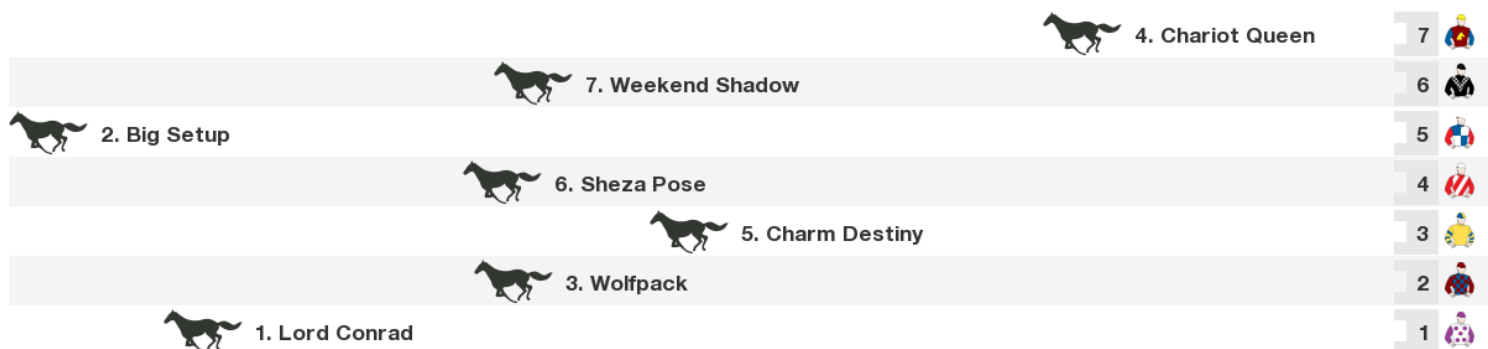 4. Chariot Queen 7
7. Weekend Shadow 6
2. Big Setup 5
6. Sheza Pose 4
5. Charm Destiny 3
3. Wolfpack 2
1. Lord Conrad 1